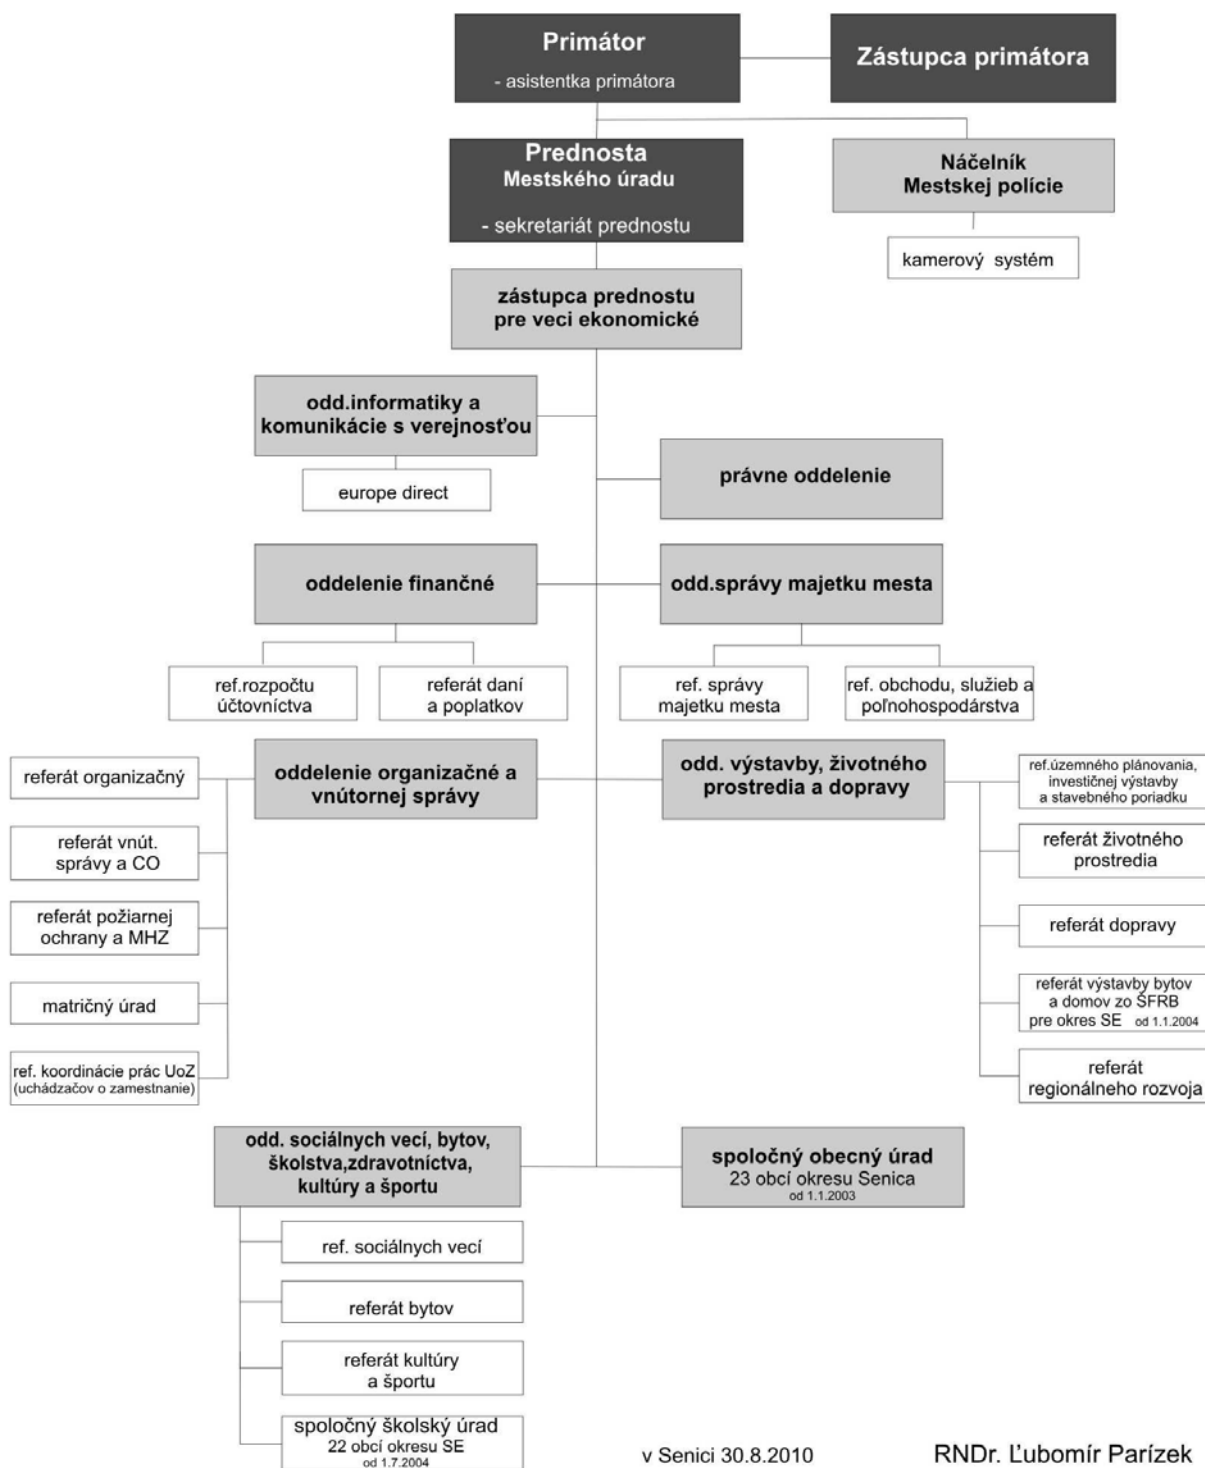 Primátor
- asistentka primátora
Zástupca primátora
Prednosta
Mestského úradu
- sekretariát prednostu
Náčelník
Mestskej polície
kamerový systém
zástupca prednostu
pre veci ekonomické
odd.informatiky a
komunikácie s verejnosťou
europe direct
právne oddelenie
oddelenie finančné
odd.správy majetku mesta
ref.rozpočtu
účtovníctva
referát daní
a poplatkov
ref. správy
majetku mesta
ref. obchodu, služieb a
poľnohospodárstva
referát organizačný
oddelenie organizačné a
vnútornej správy
odd. výstavby, životného
prostredia a dopravy
ref.územného plánovania,
investičnej výstavby
a stavebného poriadku
referát vnút.
správy a CO
referát životného
prostredia
referát požiarnej
ochrany a MHZ
referát dopravy
matričný úrad
referát výstavby bytov
a domov zo ŠFRB
pre okres SE od 1.1.2004
ref. koordinácie prác UoZ
(uchádzačov o zamestnanie)
referát
regionálneho rozvoja
odd. sociálnych vecí, bytov,
školstva,zdravotníctva,
kultúry a športu
spoločný obecný úrad
23 obcí okresu Senica
od 1.1.2003
ref. sociálnych vecí
referát bytov
referát kultúry
a športu
spoločný školský úrad
22 obcí okresu SE
od 1.7.2004
v Senici 30.8.2010
RNDr. Ľubomír Parízek